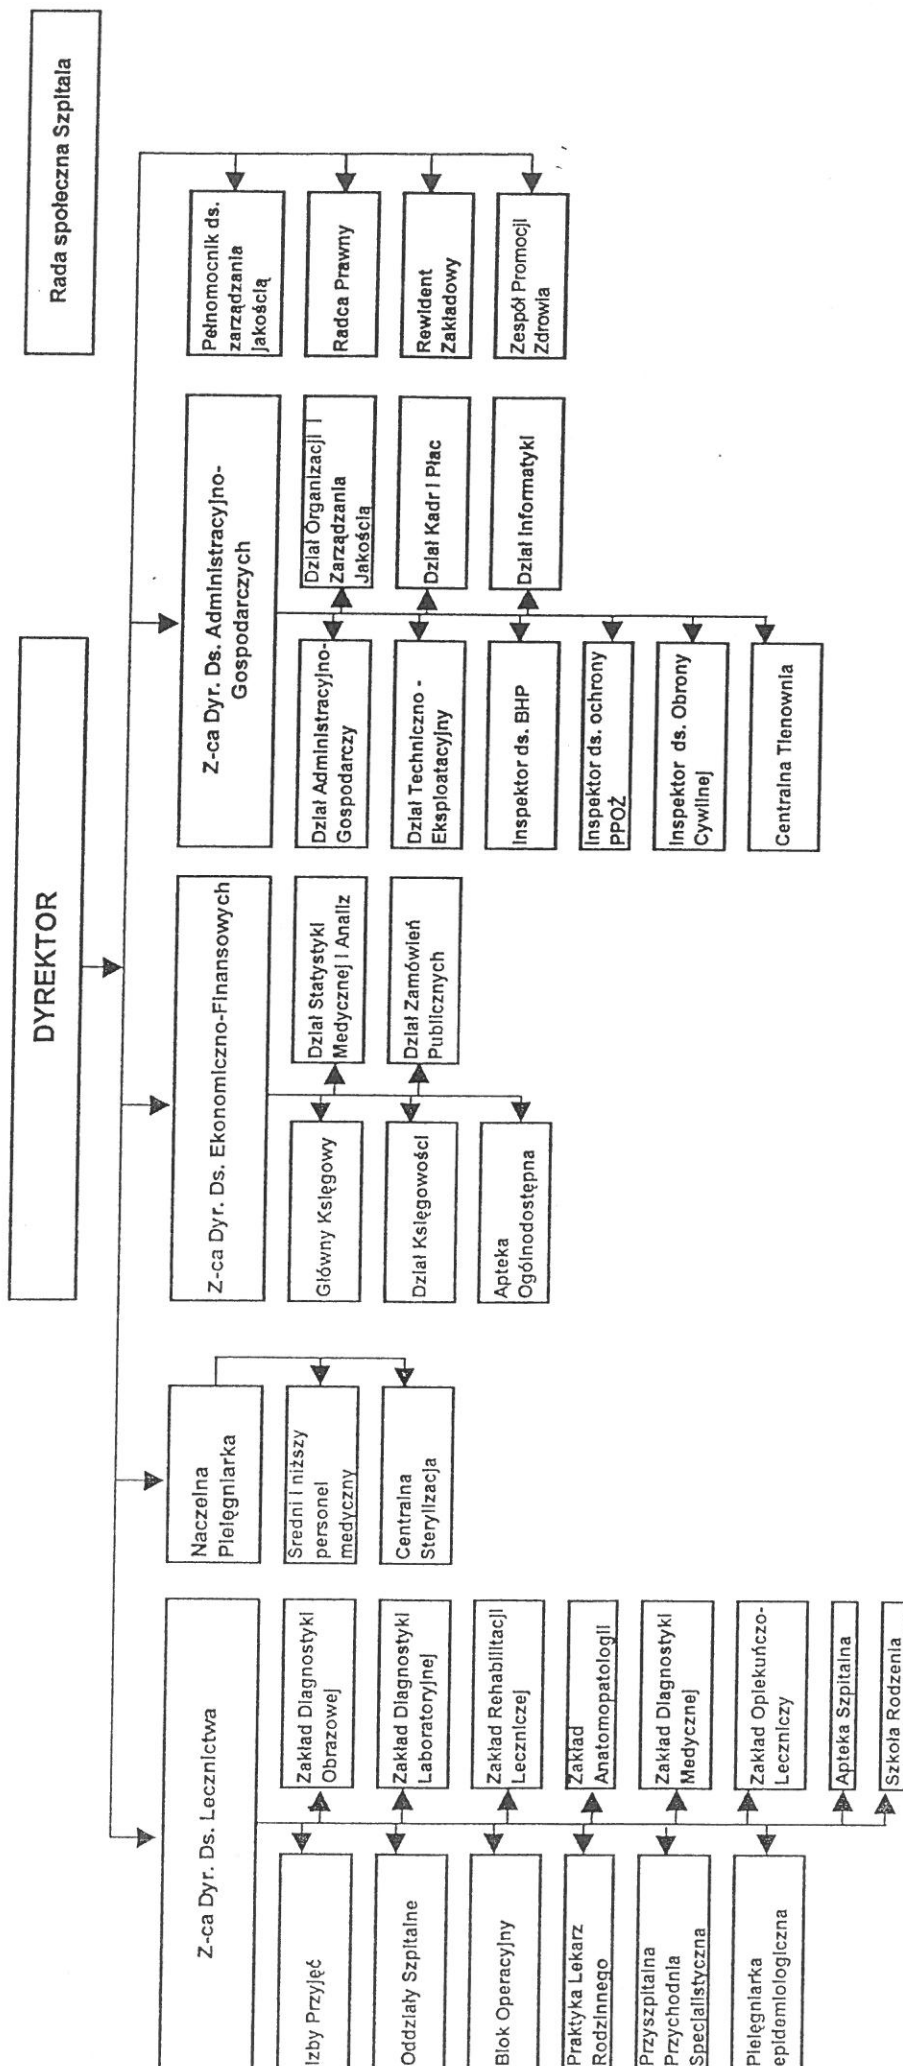 Rada społeczna Szpitala
DYREKTOR
Z-ca Dyr. Ds. Lecznictwa
Izby Przyjęć
Oddziały Szpitalne
Blok Operacyjny
Praktyka Lekarz
Rodzinnego
Przyszpitalna
Przychodnia
Specjalistyczna
Pielęgniarka
epidemiologiczna
Zakład Diagnostyki
Obrazowej
Zakład Diagnostyki
Laboratoryjnej
Zakład Rehabilitacji
Leczniczej
Zakład
Anatomopatologii
Zakład Diagnostyki
Medycznej
Zakład Opiekuńczo-
Leczniczy
Apteka Szpitalna
Szkoła Rodzenia
Naczelna
Pielęgniarka
Sredni i niższy
personel
medyczny
Centralna
Sterylizacja
Z-ca Dyr. Ds. Ekonomiczno-Finansowych
Główny Księgowy
Dział Księgowości
Apteka
Ogólnodostępna
Dział Statystyki
Medycznej i Analiz
Dział Zamówień
Publicznych
Z-ca Dyr. Ds. Administracyjno-
Gospodarczych
Dział Administracyjno-
Gospodarczy
Dział Techniczno -
Eksploatacyjny
Inspektor ds. BHP
Inspektor ds. ochrony
PPOŻ
Inspektor ds. Obrony
Cywilnej
Centralna Tlenownia
Dział Organizacji i
Zarządzania
Jakością
Dział Kadr i Płac
Dział Informatyki
Pełnomocnik ds.
zarządzania
jakością
Radca Prawny
Rewident
Zakładowy
Zespół Promocji
Zdrowia